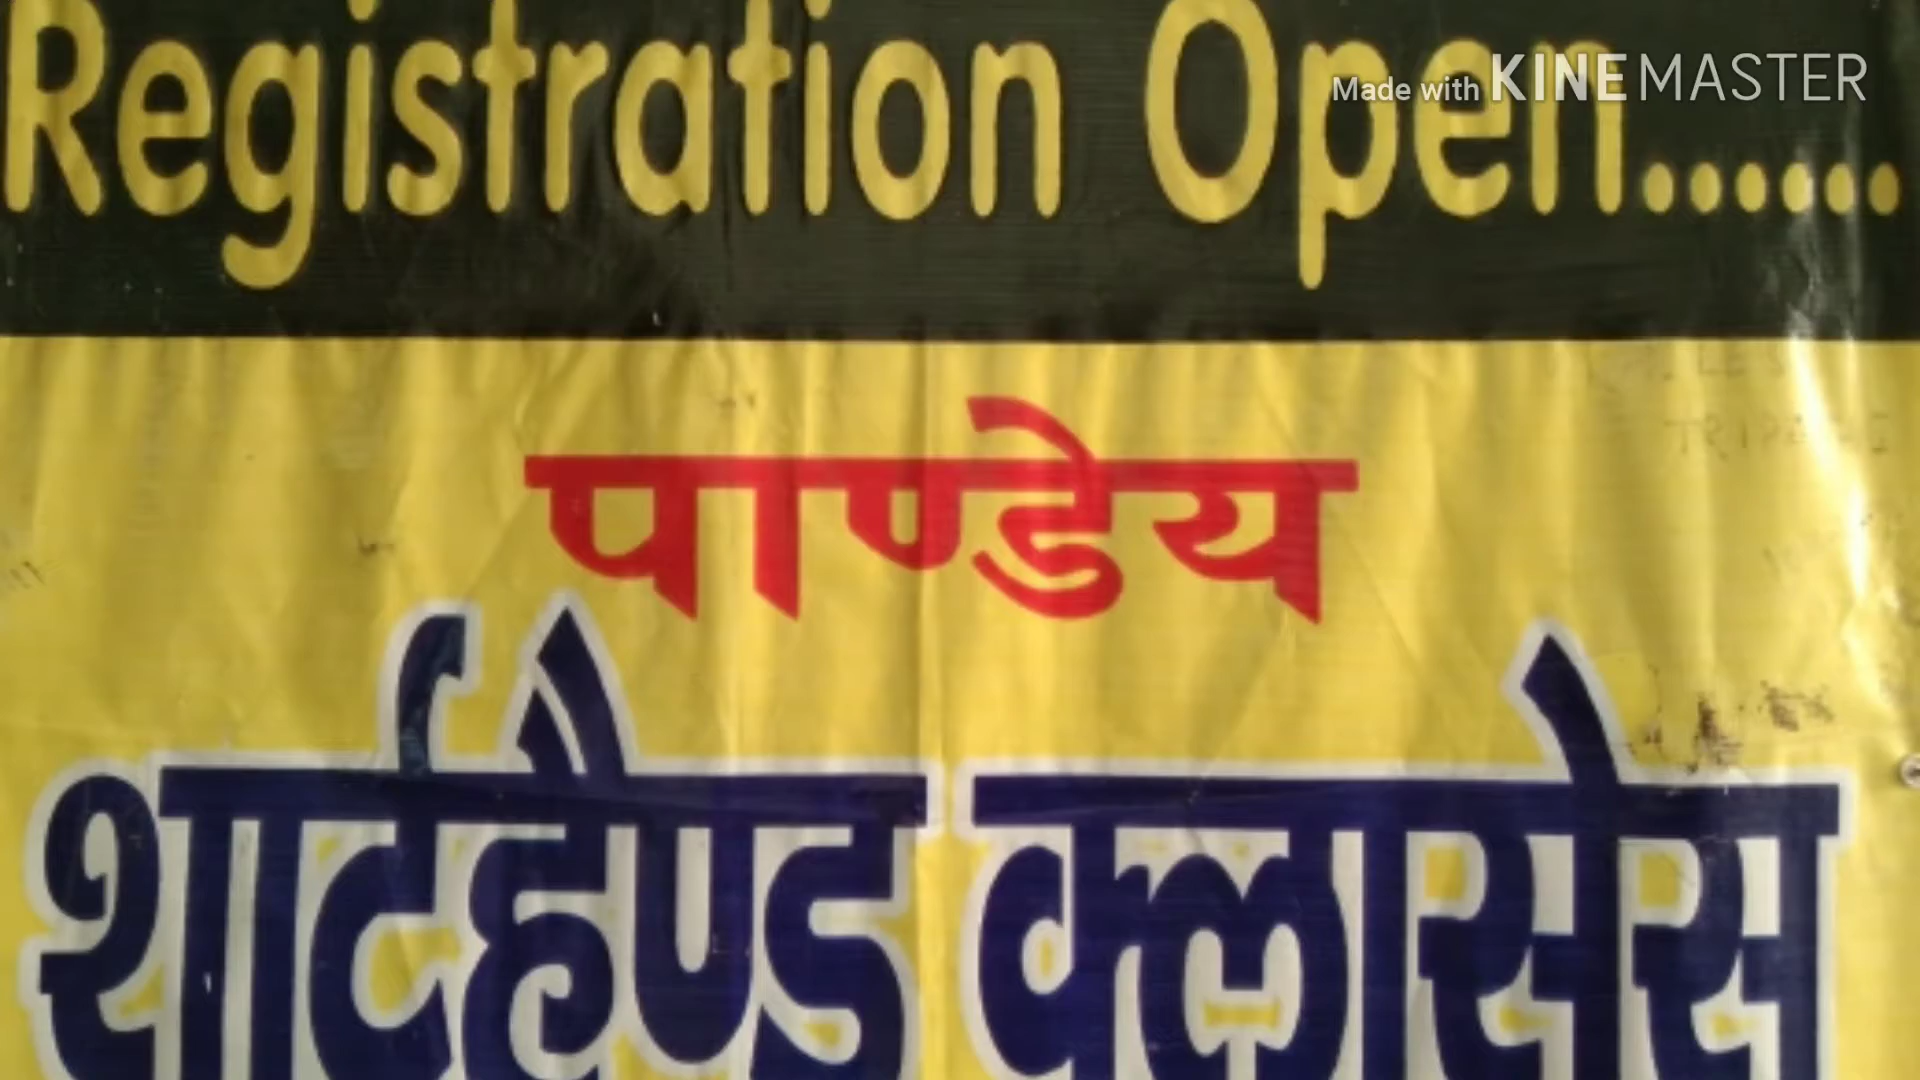 Registration Open......
Made with KINEMASTER
पाण्डेय
शार्टहैण्ड क्लासेस